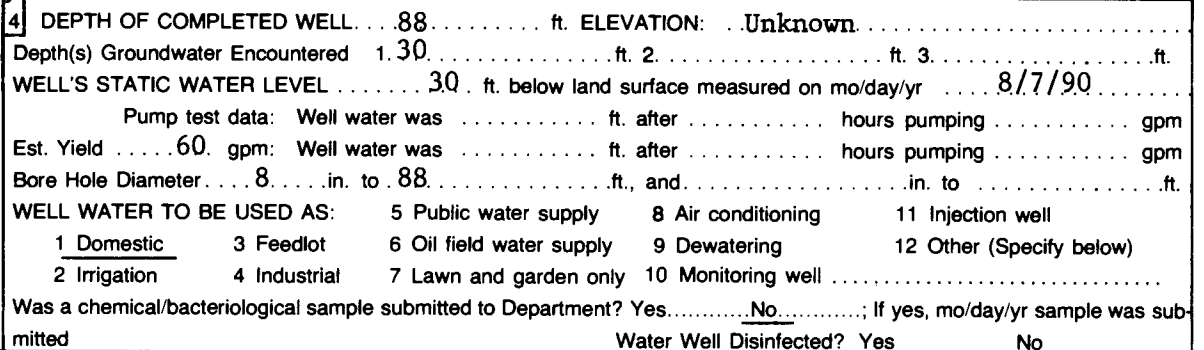 4 DEPTH OF COMPLETED WELL....88.......... ft. ELEVATION: ..Unknown..........................
Depth(s) Groundwater Encountered 1.30....................ft. 2.........................ft. 3........................ft.
WELL'S STATIC WATER LEVEL.......30. ft. below land surface measured on mo/day/yr ....8/7/90........
Pump test data: Well water was ........... ft. after ........... hours pumping ........... gpm
Est. Yield .....60. gpm: Well water was ........... ft. after ........... hours pumping ........... gpm
Bore Hole Diameter....8.....in. to .88..................ft., and........................in. to ..................ft.
WELL WATER TO BE USED AS: 5 Public water supply 8 Air conditioning 11 Injection well
1 Domestic 3 Feedlot 6 Oil field water supply 9 Dewatering 12 Other (Specify below)
2 Irrigation 4 Industrial 7 Lawn and garden only 10 Monitoring well .................................
Was a chemical/bacteriological sample submitted to Department? Yes............No............; If yes, mo/day/yr sample was sub-
mitted Water Well Disinfected? Yes No